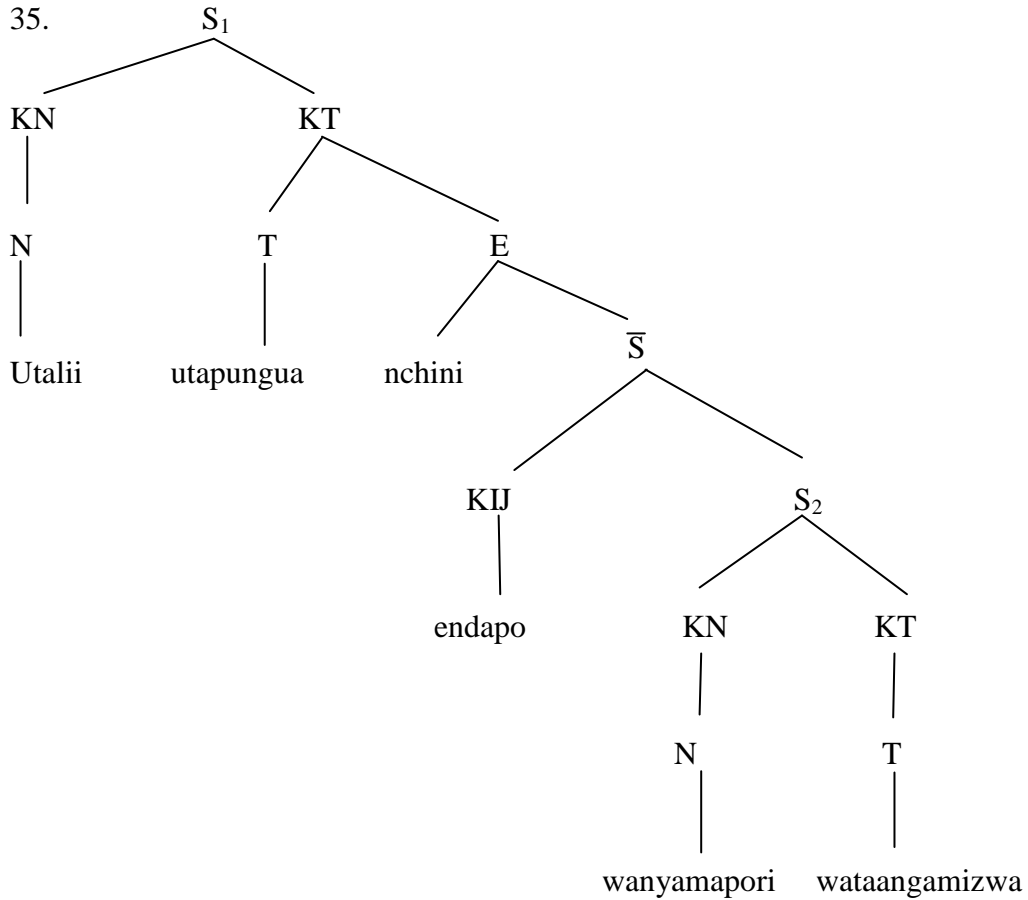 35. S₁
KN KT
N T E
S̅
Utalii utapungua nchini
KIJ S₂
endapo KN KT
N T
wanyamapori wataangamizwa